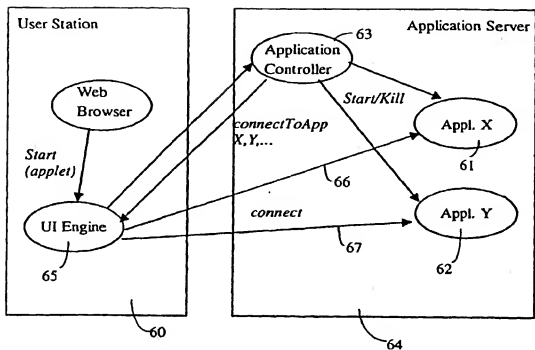 User Station
Application Server
63
Application
Controller
Web
Browser
Start/Kill
Appl. X
61
Start
(applet)
connectToApp
X,Y,...
66
UI Engine
65
connect
67
Appl. Y
62
60
64